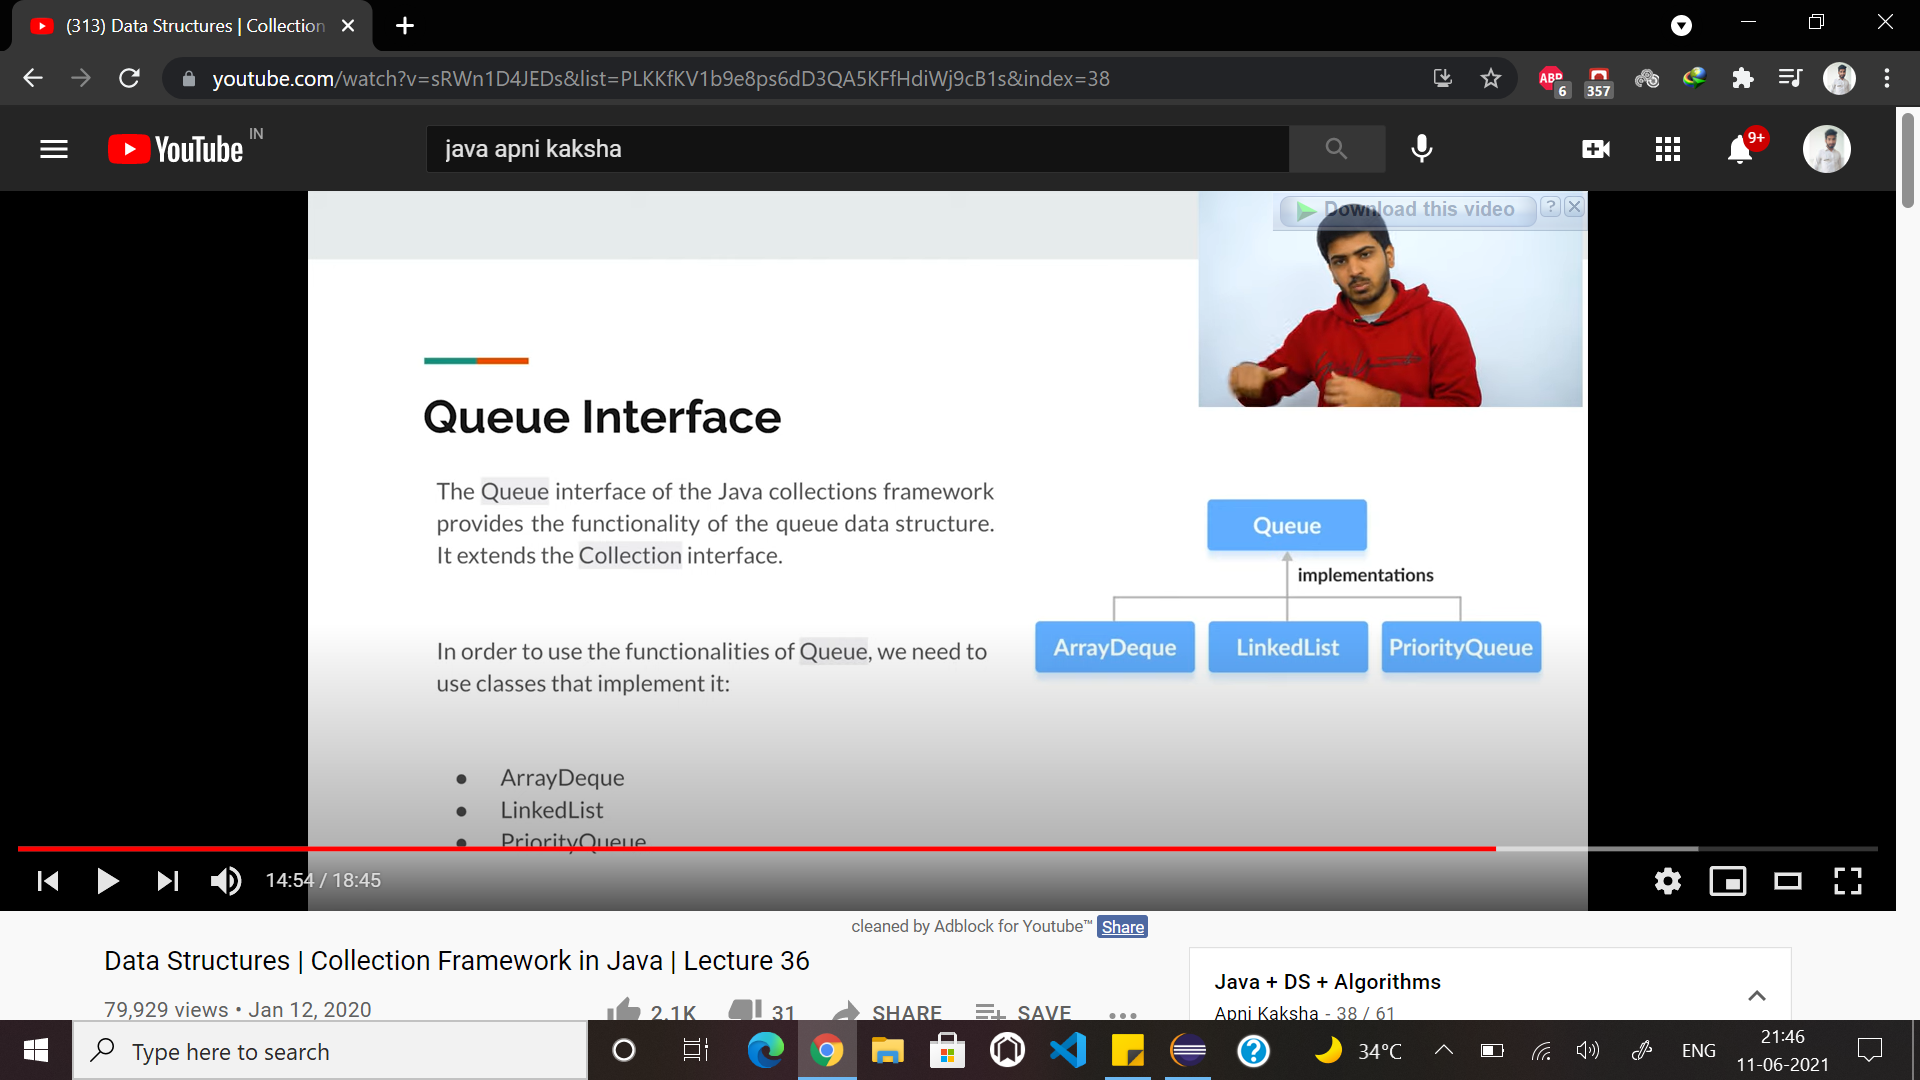 (313) Data Structures | Collection
youtube.com/watch?v=sRWn1D4JEDs&list=PLKKfKV1b9e8ps6dD3QA5KFfHdiWj9cB1s&index=38
ABP
6
357
YouTube IN
java apni kaksha
9+
Download this video
?
Queue Interface
The Queue interface of the Java collections framework
provides the functionality of the queue data structure.
It extends the Collection interface.
In order to use the functionalities of Queue, we need to
use classes that implement it:
● ArrayDeque
● LinkedList
● PriorityQueue
Queue
implementations
ArrayDeque
LinkedList
PriorityQueue
14:54 / 18:45
cleaned by Adblock for Youtube™ Share
Data Structures | Collection Framework in Java | Lecture 36
79,929 views • Jan 12, 2020
2.1K
31
SHARE
SAVE
Java + DS + Algorithms
Apni Kaksha - 38 / 61
Type here to search
34°C
ENG
21:46
11-06-2021